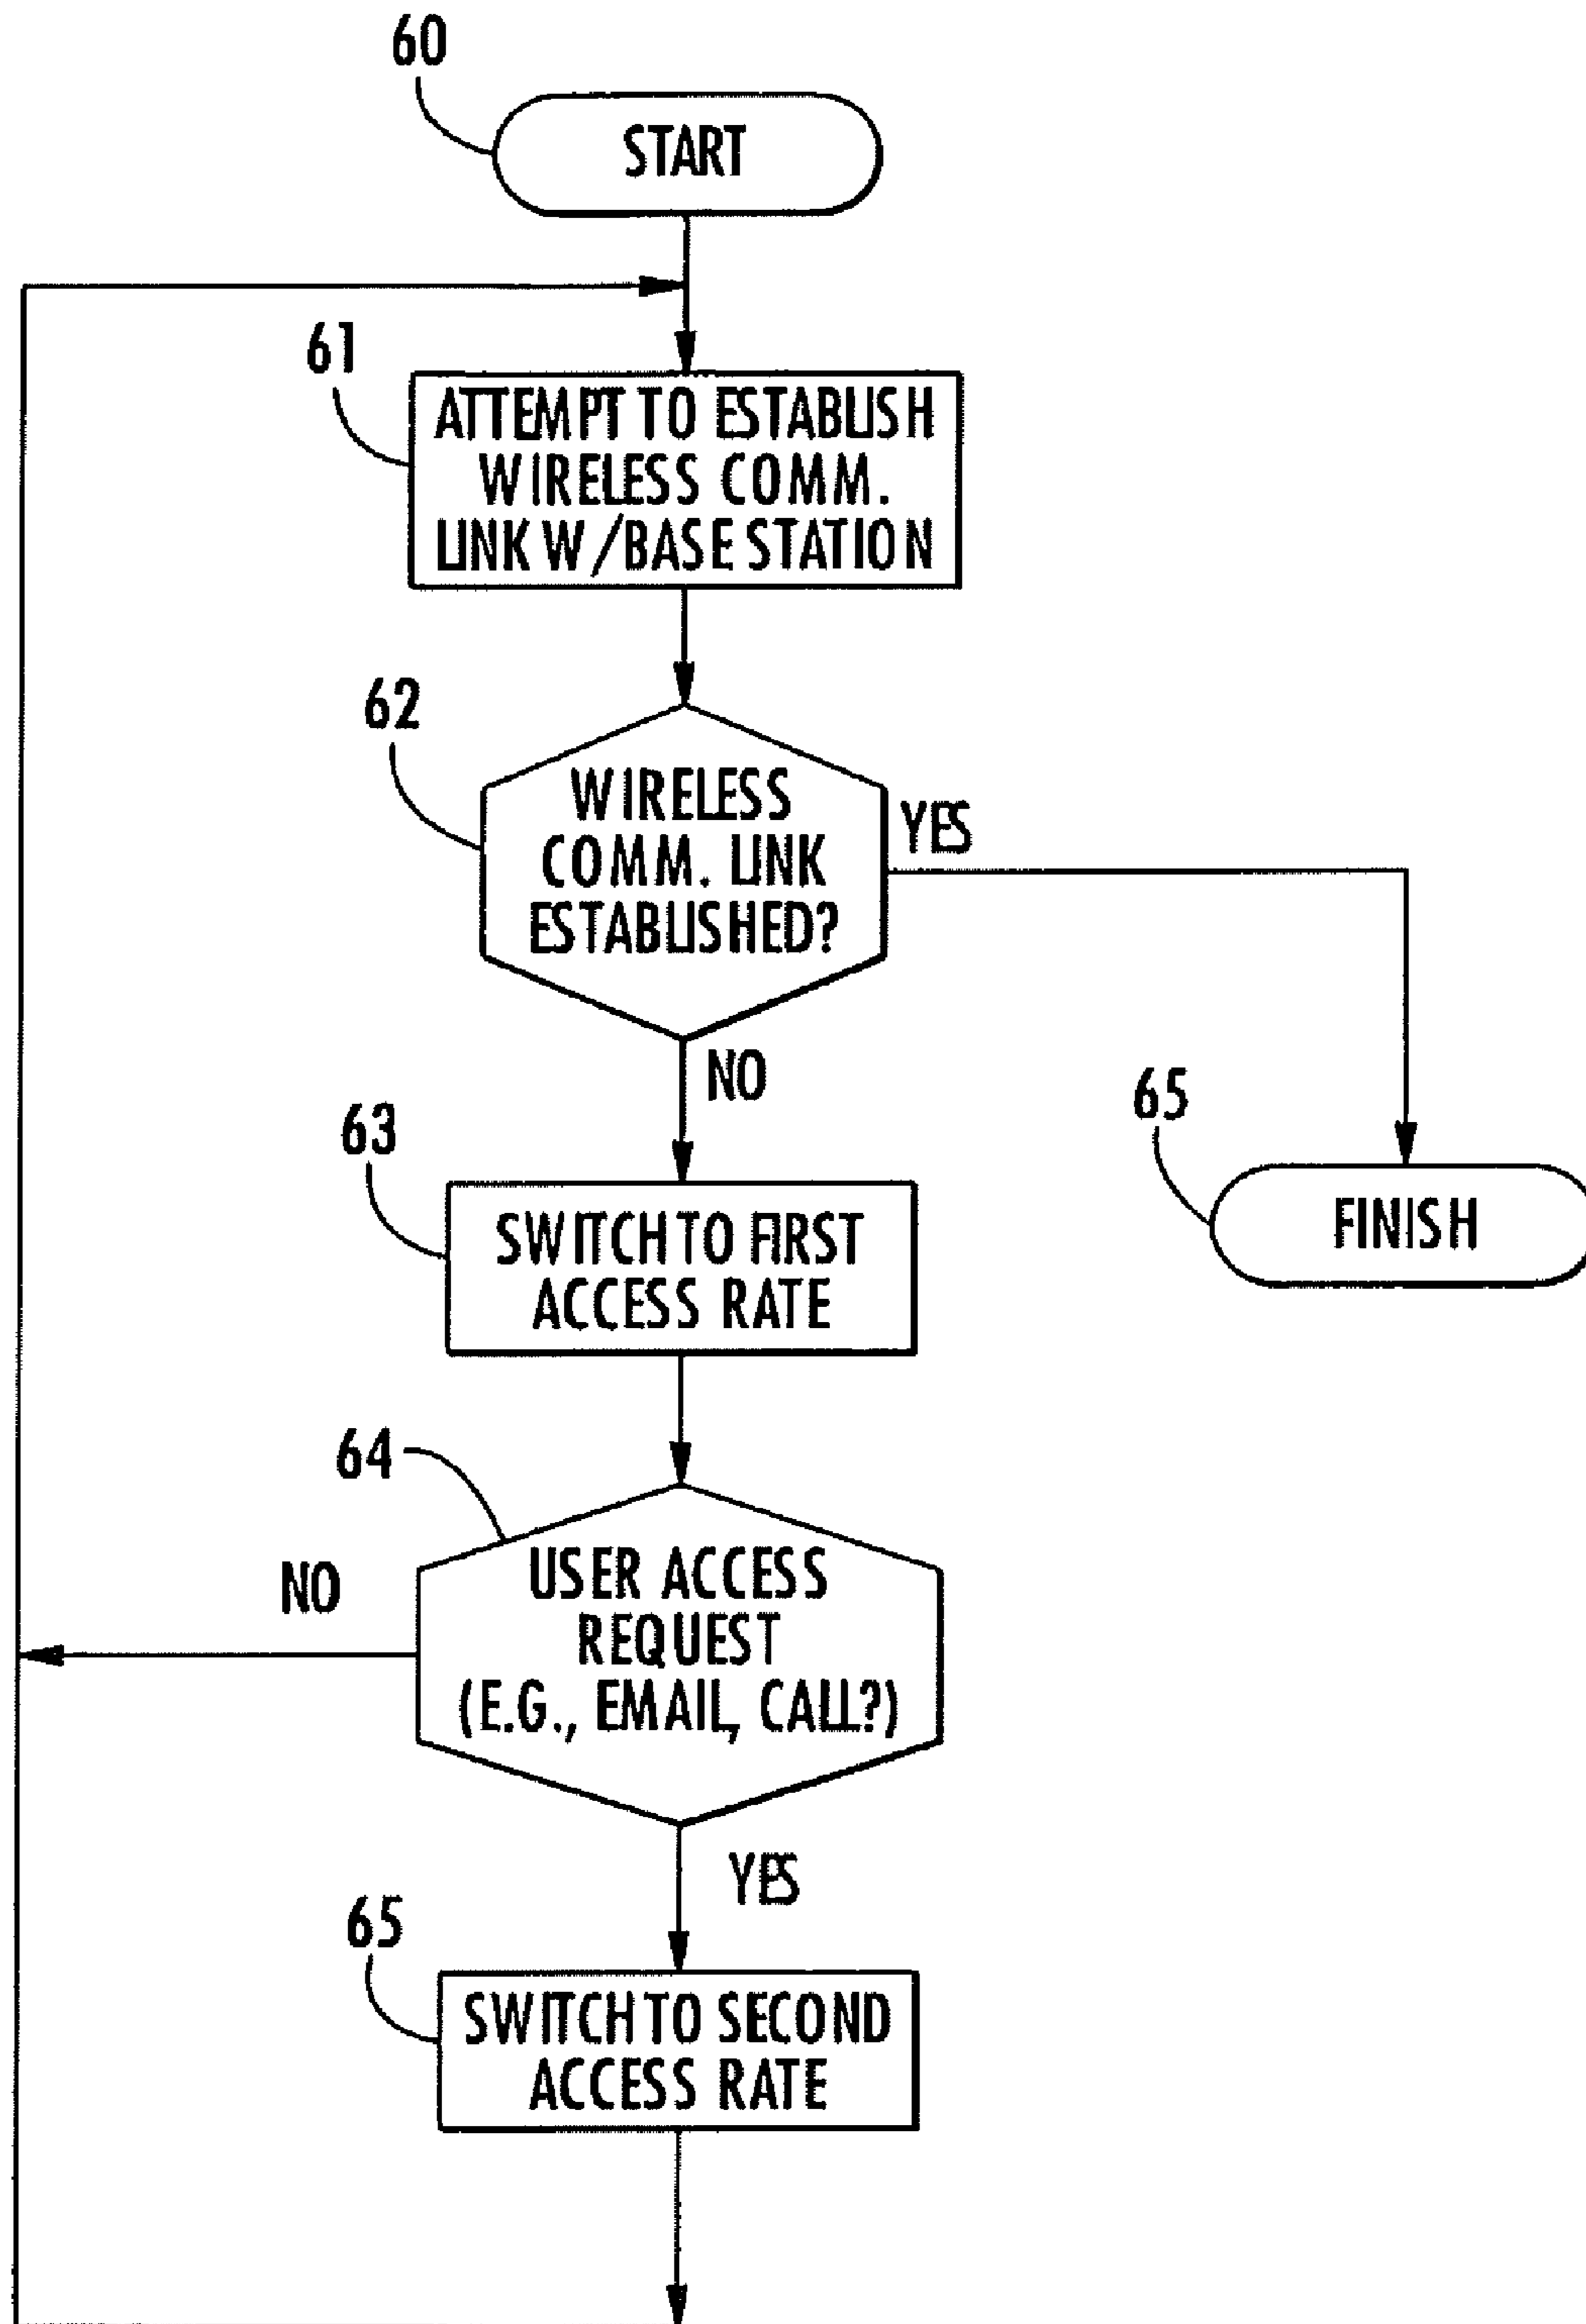 60
START
61
ATTEMPT TO ESTABLISH
WIRELESS COMM.
LINK W/BASE STATION
62
WIRELESS
COMM. LINK
ESTABLISHED?
YES
NO
65
FINISH
63
SWITCH TO FIRST
ACCESS RATE
64
USER ACCESS
REQUEST
(E.G., EMAIL, CALL?)
NO
YES
65
SWITCH TO SECOND
ACCESS RATE